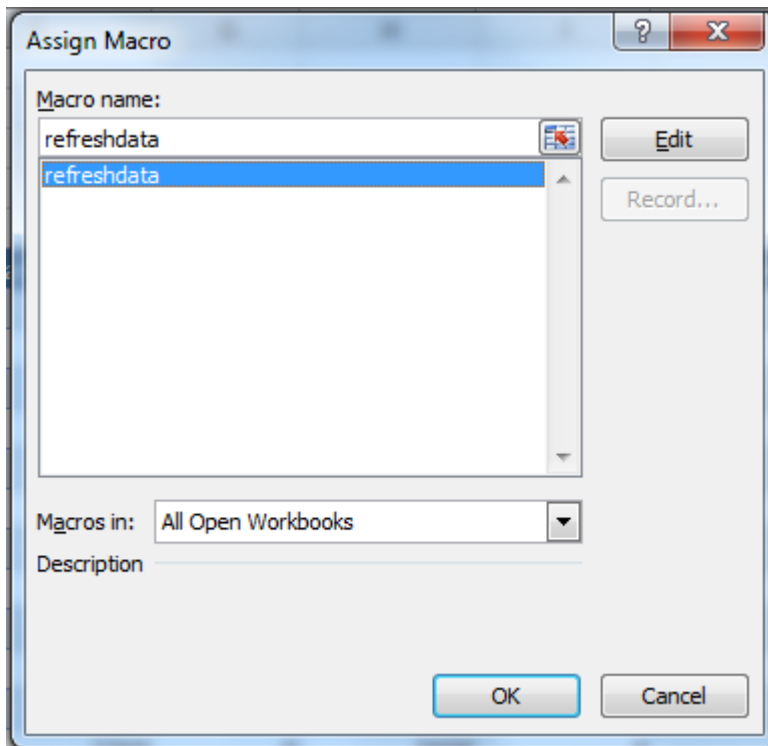 Assign Macro
?
X
Macro name:
refreshdata
Edit
refreshdata
Record...
Macros in:
All Open Workbooks
Description
OK
Cancel